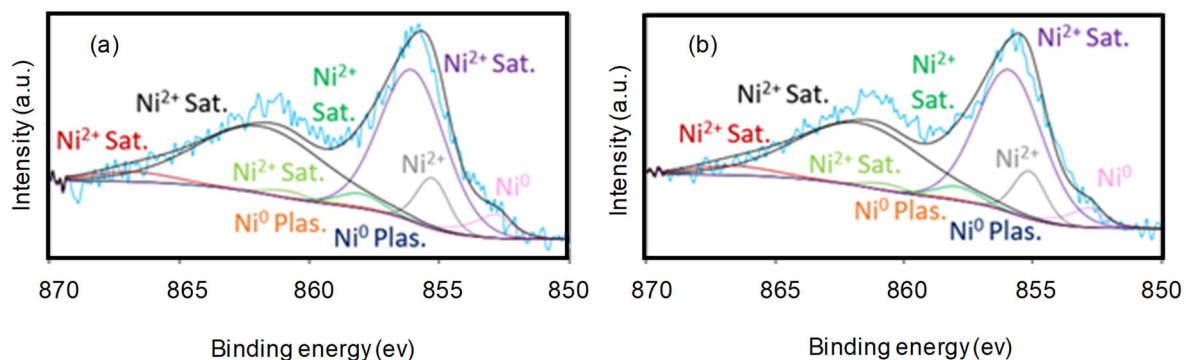 (a)
Ni²⁺ Sat.
Ni²⁺
Sat.
Ni²⁺ Sat.
Ni²⁺ Sat.
Ni²⁺ Sat.
Ni²⁺
Ni⁰
Ni⁰ Plas.
Ni⁰ Plas.
Intensity (a.u.)
870 865 860 855 850
Binding energy (ev)
(b)
Ni²⁺ Sat.
Ni²⁺
Sat.
Ni²⁺ Sat.
Ni²⁺ Sat.
Ni²⁺ Sat.
Ni²⁺
Ni⁰
Ni⁰ Plas.
Ni⁰ Plas.
Intensity (a.u.)
870 865 860 855 850
Binding energy (ev)